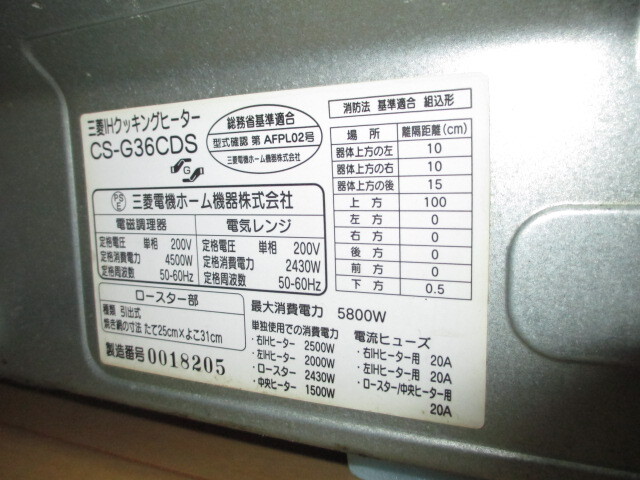 三菱IHクッキングヒーター
CS-G36CDS
G
総務省基準適合
型式確認 第 AFPL02号
三菱電機ホーム機器株式会社
消防法 基準適合 組込形
場所 離隔距離(cm)
器体上方の左 10
器体上方の右 10
器体上方の後 15
上方 100
左方 0
右方 0
後方 0
前方 0
下方 0.5
PS
E
三菱電機ホーム機器株式会社
電磁調理器
定格電圧 単相 200V
定格消費電力 4500W
定格周波数 50-60Hz
電気レンジ
定格電圧 単相 200V
定格消費電力 2430W
定格周波数 50-60Hz
ロースター部
種類 引出式
焼き網の寸法 たて25cm×よこ31cm
製造番号 0018205
最大消費電力 5800W
単独使用での消費電力
・右IHヒーター 2500W
・左IHヒーター 2000W
・ロースター 2430W
・中央ヒーター 1500W
電流ヒューズ
・右IHヒーター用 20A
・左IHヒーター用 20A
・ロースター/中央ヒーター用
20A